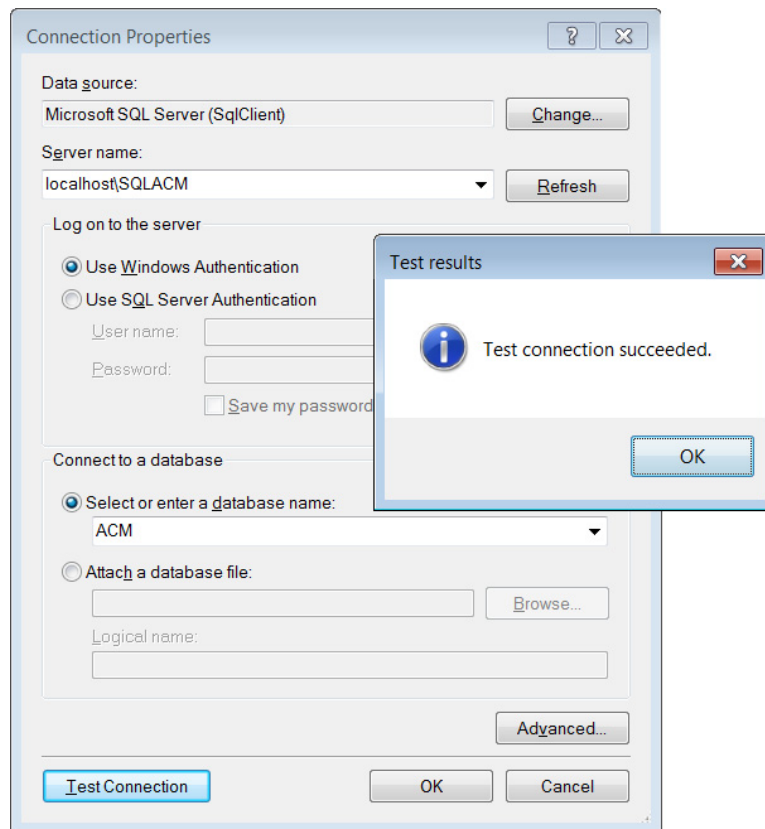 Connection Properties
Data source:
Microsoft SQL Server (SqlClient)
Change...
Server name:
localhost\SQLACM
Refresh
Log on to the server
Use Windows Authentication
Use SQL Server Authentication
User name:
Password:
Save my password
Test results
Test connection succeeded.
OK
Connect to a database
Select or enter a database name:
ACM
Attach a database file:
Browse...
Logical name:
Advanced...
Test Connection
OK
Cancel